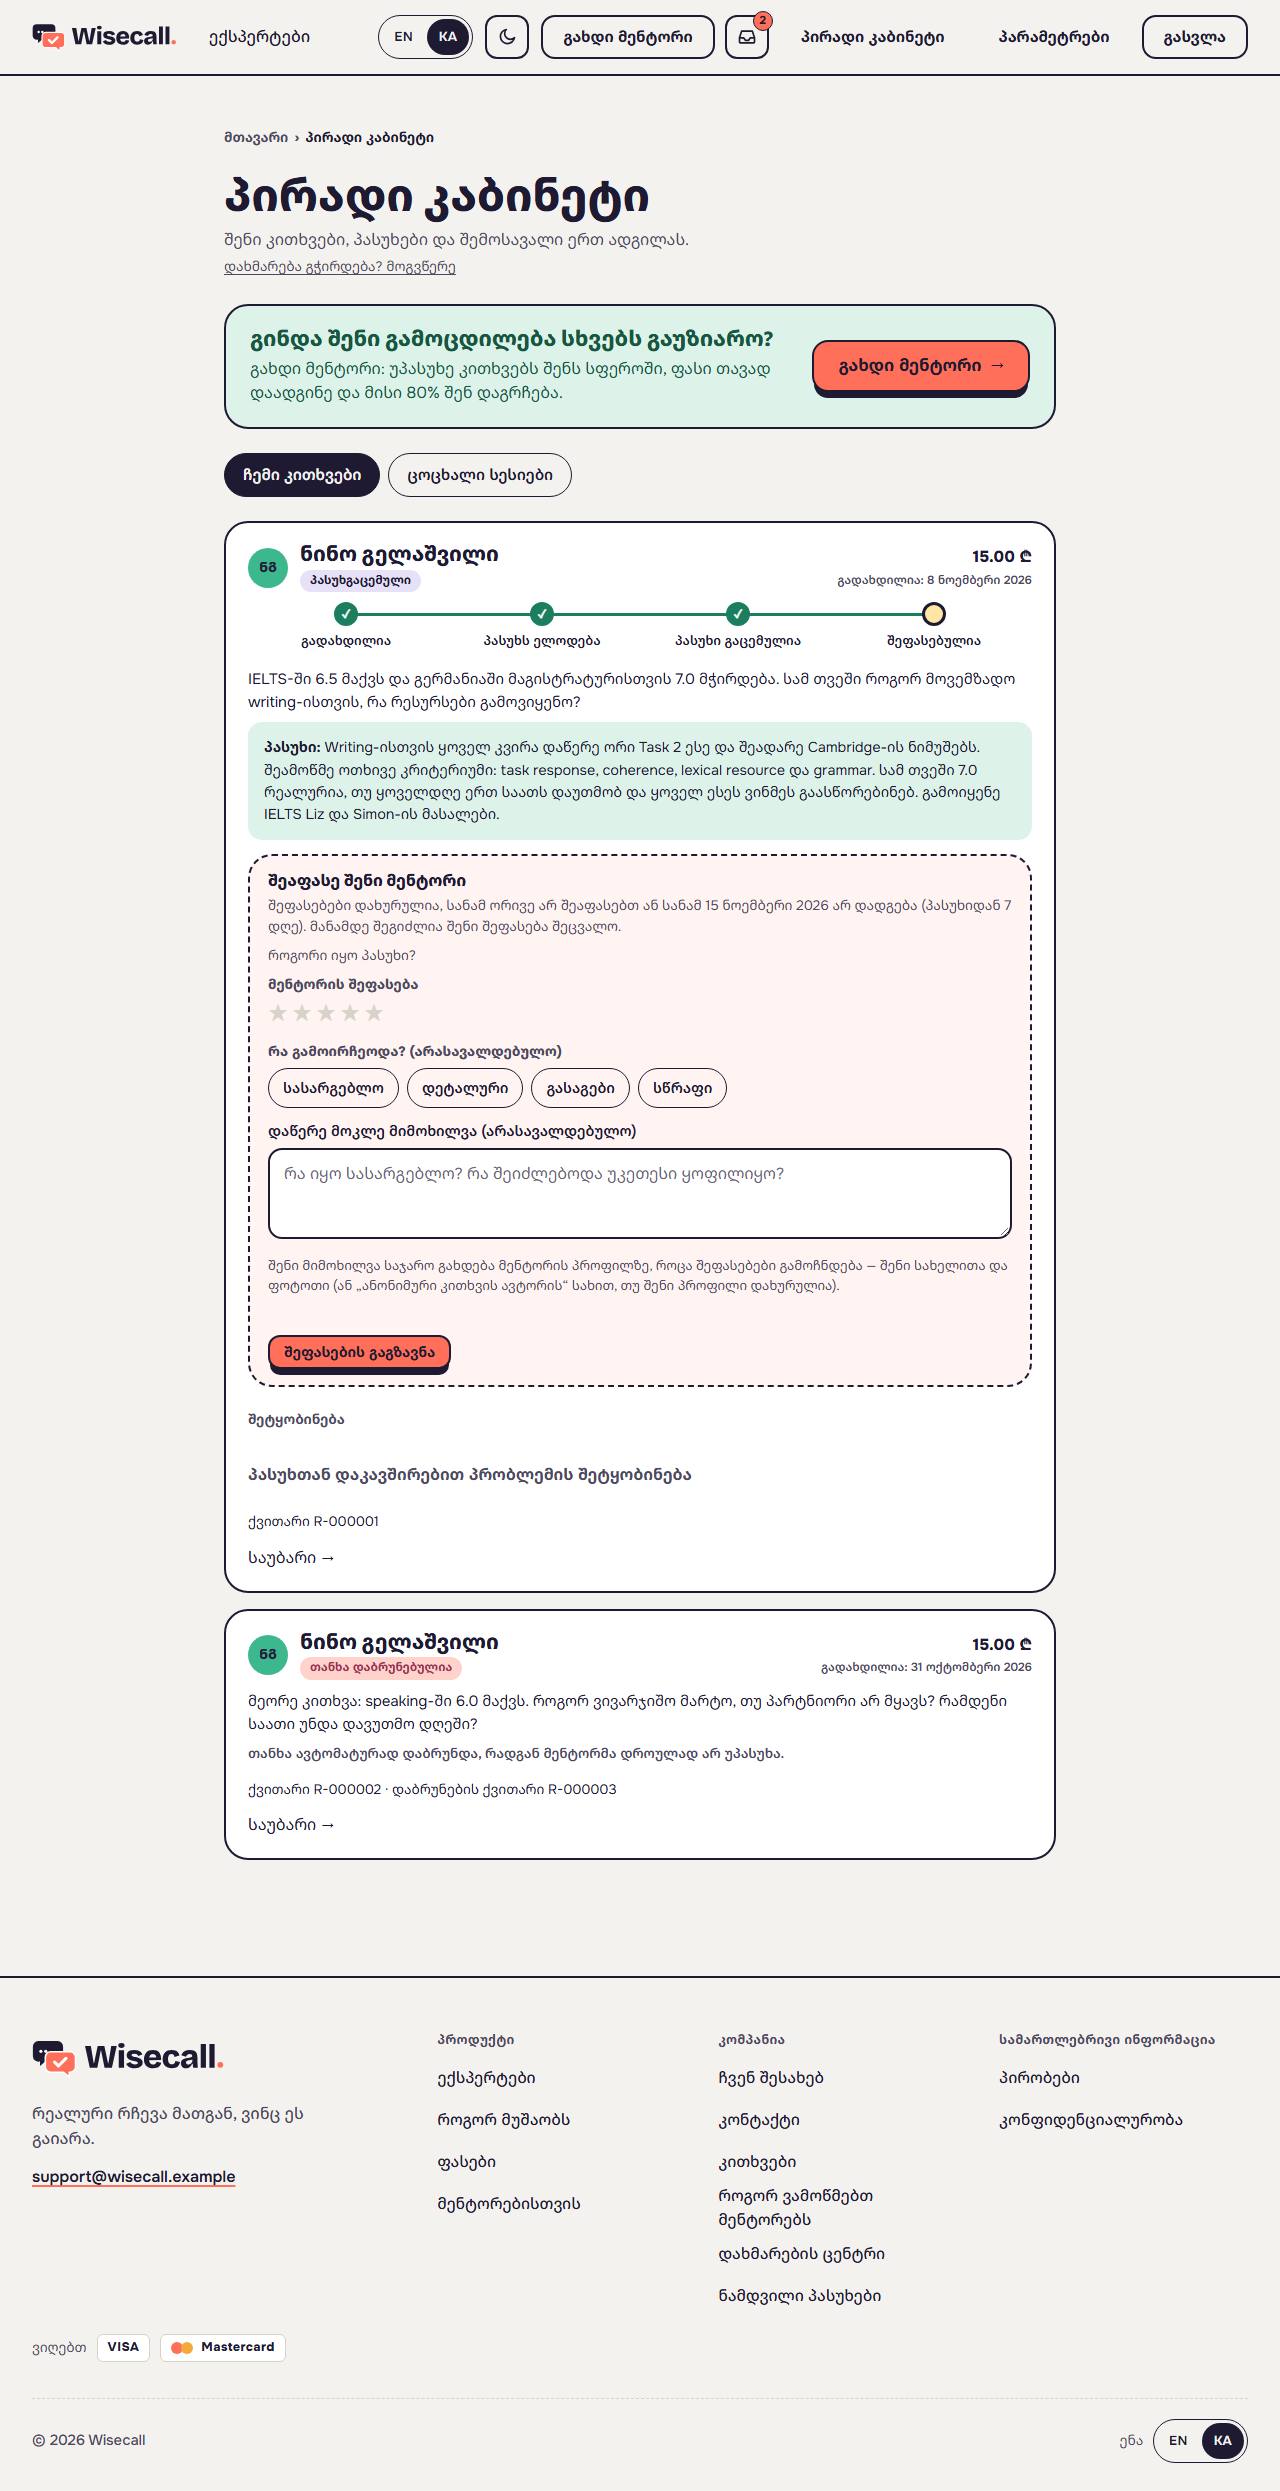 Wisecall.
ექსპერტები
EN
KA
გახდი მენტორი
2
პირადი კაბინეტი
პარამეტრები
გასვლა
მთავარი › პირადი კაბინეტი
პირადი კაბინეტი
შენი კითხვები, პასუხები და შემოსავალი ერთ ადგილას.
დახმარება გჭირდება? მოგვწერე
გინდა შენი გამოცდილება სხვებს გაუზიარო?
გახდი მენტორი: უპასუხე კითხვებს შენს სფეროში, ფასი თავად
დაადგინე და მისი 80% შენ დაგრჩება.
გახდი მენტორი →
ჩემი კითხვები
ცოცხალი სესიები
ნგ
ნინო გელაშვილი
15.00 ₾
პასუხგაცემული
გადახდილია: 8 ნოემბერი 2026
გადახდილია
პასუხს ელოდება
პასუხი გაცემულია
შეფასებულია
IELTS-ში 6.5 მაქვს და გერმანიაში მაგისტრატურისთვის 7.0 მჭირდება. სამ თვეში როგორ მოვემზადო
writing-ისთვის, რა რესურსები გამოვიყენო?
პასუხი: Writing-ისთვის ყოველ კვირა დაწერე ორი Task 2 ესე და შეადარე Cambridge-ის ნიმუშებს.
შეამოწმე ოთხივე კრიტერიუმი: task response, coherence, lexical resource და grammar. სამ თვეში 7.0
რეალურია, თუ ყოველდღე ერთ საათს დაუთმობ და ყოველ ესეს ვინმეს გაასწორებინებ. გამოიყენე
IELTS Liz და Simon-ის მასალები.
შეაფასე შენი მენტორი
შეფასებები დახურულია, სანამ ორივე არ შეაფასებთ ან სანამ 15 ნოემბერი 2026 არ დადგება (პასუხიდან 7
დღე). მანამდე შეგიძლია შენი შეფასება შეცვალო.
როგორი იყო პასუხი?
მენტორის შეფასება
★★★★★
რა გამოირჩეოდა? (არასავალდებულო)
სასარგებლო
დეტალური
გასაგები
სწრაფი
დაწერე მოკლე მიმოხილვა (არასავალდებულო)
რა იყო სასარგებლო? რა შეიძლებოდა უკეთესი ყოფილიყო?
შენი მიმოხილვა საჯარო გახდება მენტორის პროფილზე, როცა შეფასებები გამოჩნდება — შენი სახელითა და
ფოტოთი (ან „ანონიმური კითხვის ავტორის“ სახით, თუ შენი პროფილი დახურულია).
შეფასების გაგზავნა
შეტყობინება
პასუხთან დაკავშირებით პრობლემის შეტყობინება
ქვითარი R-000001
საუბარი →
ნგ
ნინო გელაშვილი
15.00 ₾
თანხა დაბრუნებულია
გადახდილია: 31 ოქტომბერი 2026
მეორე კითხვა: speaking-ში 6.0 მაქვს. როგორ ვივარჯიშო მარტო, თუ პარტნიორი არ მყავს? რამდენი
საათი უნდა დავუთმო დღეში?
თანხა ავტომატურად დაბრუნდა, რადგან მენტორმა დროულად არ უპასუხა.
ქვითარი R-000002 · დაბრუნების ქვითარი R-000003
საუბარი →
Wisecall.
რეალური რჩევა მათგან, ვინც ეს
გაიარა.
support@wisecall.example
პროდუქტი
ექსპერტები
როგორ მუშაობს
ფასები
მენტორებისთვის
კომპანია
ჩვენ შესახებ
კონტაქტი
კითხვები
როგორ ვამოწმებთ
მენტორებს
დახმარების ცენტრი
ნამდვილი პასუხები
სამართლებრივი ინფორმაცია
პირობები
კონფიდენციალურობა
ვიღებთ
VISA
Mastercard
© 2026 Wisecall
ენა
EN
KA